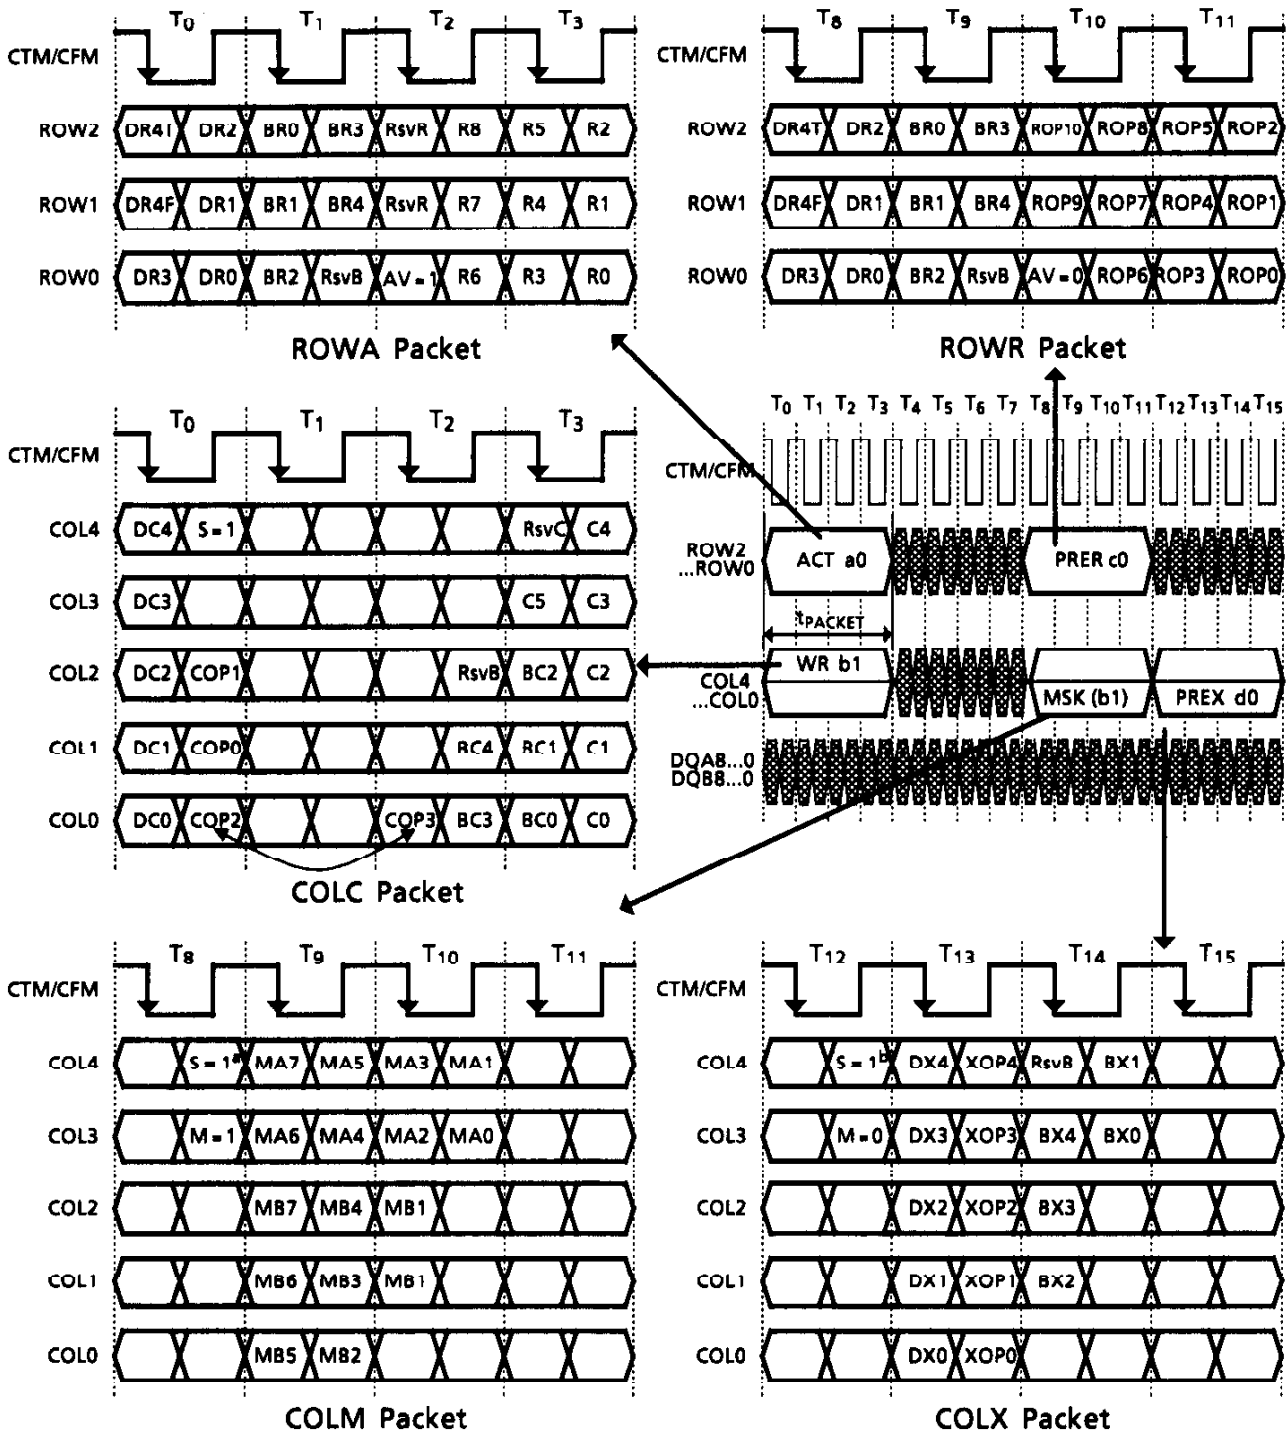 T0 T1 T2 T3
CTM/CFM
ROW2 DR4T DR2 BR0 BR3 RsvR R8 R5 R2
ROW1 DR4F DR1 BR1 BR4 RsvR R7 R4 R1
ROW0 DR3 DR0 BR2 RsvB AV=1 R6 R3 R0
ROWA Packet
T8 T9 T10 T11
CTM/CFM
ROW2 DR4T DR2 BR0 BR3 ROP10 ROP8 ROP5 ROP2
ROW1 DR4F DR1 BR1 BR4 ROP9 ROP7 ROP4 ROP1
ROW0 DR3 DR0 BR2 RsvB AV=0 ROP6 ROP3 ROP0
ROWR Packet
T0 T1 T2 T3
CTM/CFM
COL4 DC4 S=1 RsvC C4
COL3 DC3 C5 C3
COL2 DC2 COP1 RsvB BC2 C2
COL1 DC1 COP0 BC4 BC1 C1
COL0 DC0 COP2 COP3 BC3 BC0 C0
COLC Packet
T0 T1 T2 T3 T4 T5 T6 T7 T8 T9 T10 T11 T12 T13 T14 T15
CTM/CFM
ROW2
...ROW0
ACT a0 PRER c0
tPACKET
WR b1
COL4
...COL0
MSK (b1) PREX d0
DQA8...0
DQB8...0
T8 T9 T10 T11
CTM/CFM
COL4 S=1a MA7 MA5 MA3 MA1
COL3 M=1 MA6 MA4 MA2 MA0
COL2 MB7 MB4 MB1
COL1 MB6 MB3 MB1
COL0 MB5 MB2
COLM Packet
T12 T13 T14 T15
CTM/CFM
COL4 S=1b DX4 XOP4 RsvB BX1
COL3 M=0 DX3 XOP3 BX4 BX0
COL2 DX2 XOP2 BX3
COL1 DX1 XOP1 BX2
COL0 DX0 XOP0
COLX Packet